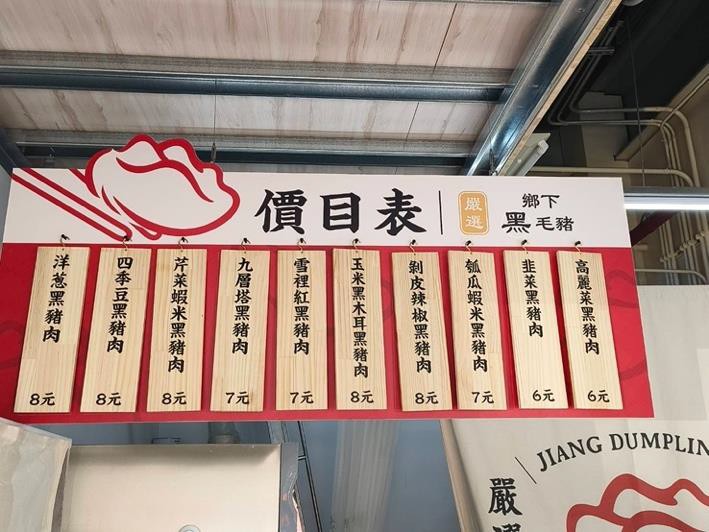 價目表
嚴選
鄉下
黑毛豬
高麗菜黑豬肉
6元
韭菜黑豬肉
6元
瓠瓜蝦米黑豬肉
7元
剝皮辣椒黑豬肉
8元
玉米黑木耳黑豬肉
8元
雪裡紅黑豬肉
7元
九層塔黑豬肉
7元
芹菜蝦米黑豬肉
8元
四季豆黑豬肉
8元
洋蔥黑豬肉
8元
JIANG DUMPLIN
嚴選